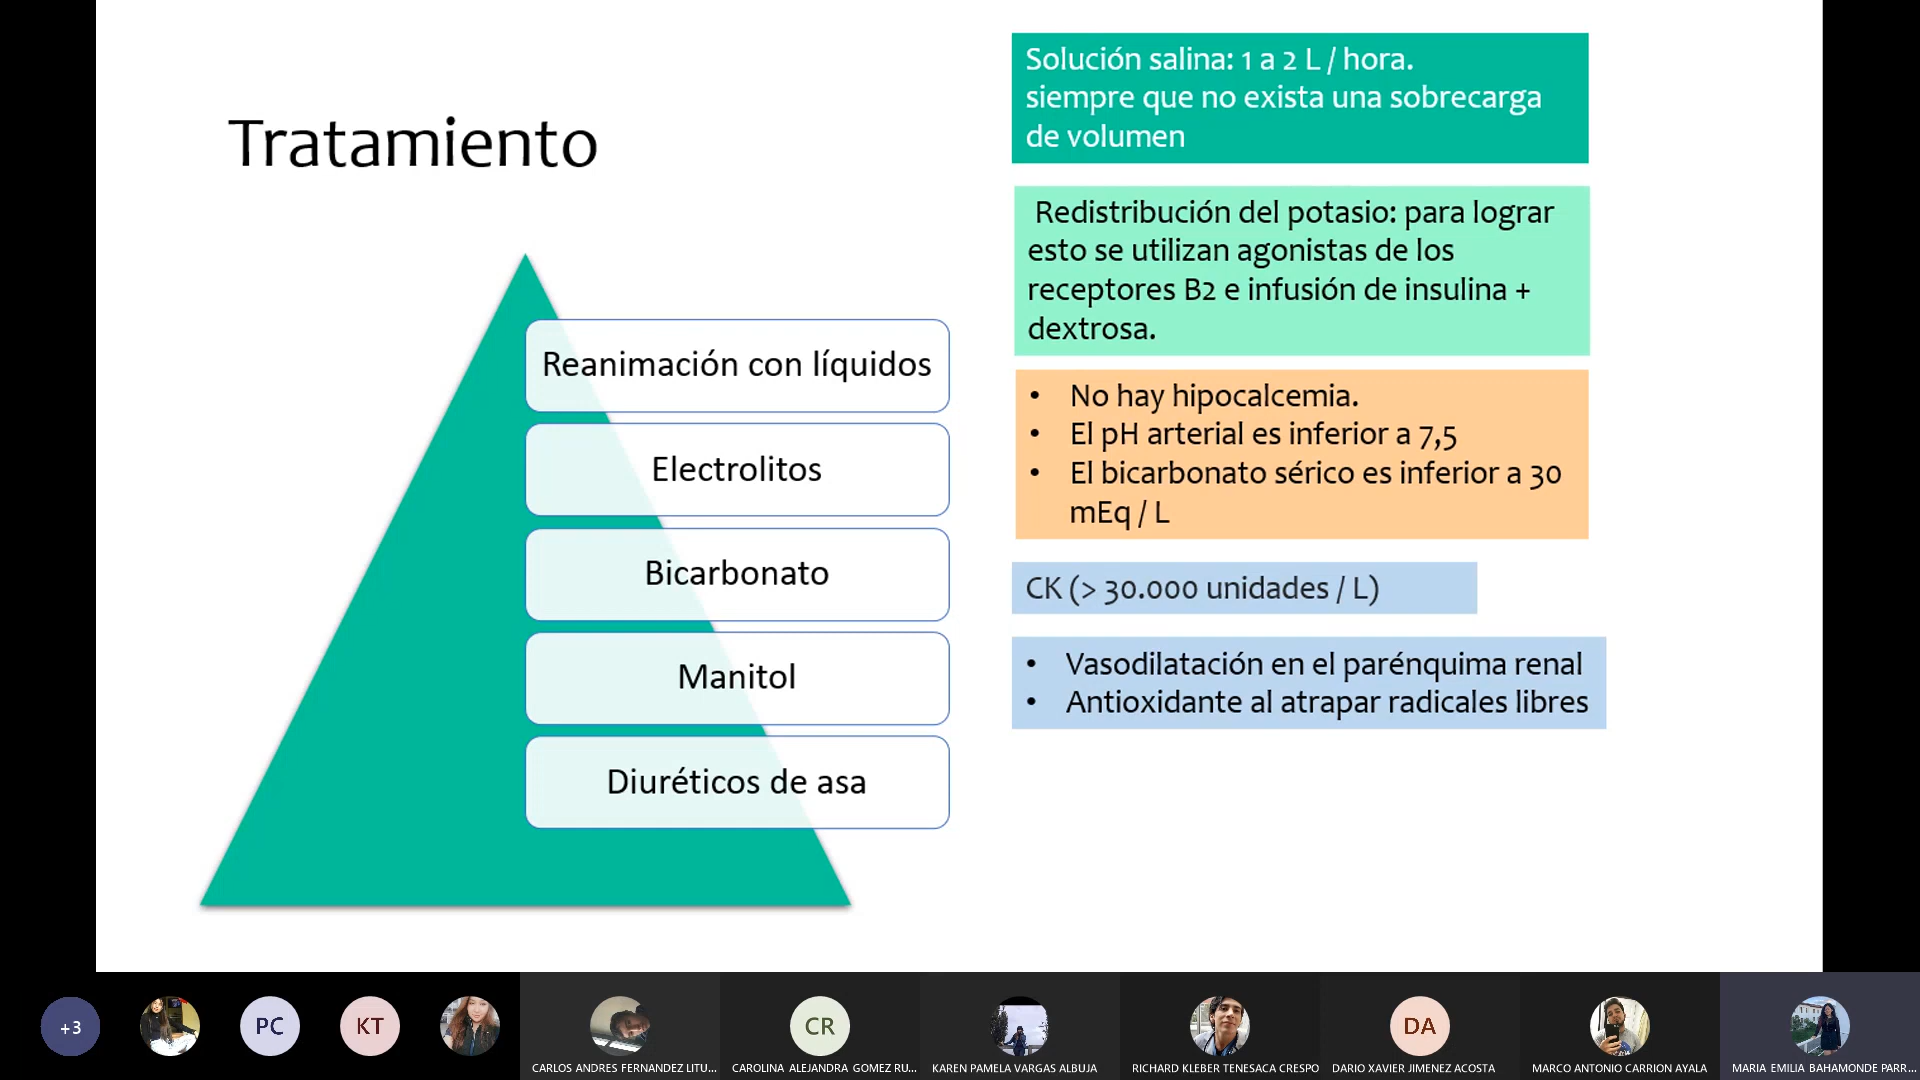 Tratamiento
Reanimación con líquidos
Electrolitos
Bicarbonato
Manitol
Diuréticos de asa
Solución salina: 1 a 2 L / hora.
siempre que no exista una sobrecarga
de volumen
Redistribución del potasio: para lograr
esto se utilizan agonistas de los
receptores B2 e infusión de insulina +
dextrosa.
• No hay hipocalcemia.
• El pH arterial es inferior a 7,5
• El bicarbonato sérico es inferior a 30
mEq / L
CK (> 30.000 unidades / L)
• Vasodilatación en el parénquima renal
• Antioxidante al atrapar radicales libres
+3
PC
KT
CR
DA
CARLOS ANDRES FERNANDEZ LITU...
CAROLINA ALEJANDRA GOMEZ RU...
KAREN PAMELA VARGAS ALBUJA
RICHARD KLEBER TENESACA CRESPO
DARIO XAVIER JIMENEZ ACOSTA
MARCO ANTONIO CARRION AYALA
MARIA EMILIA BAHAMONDE PARR...